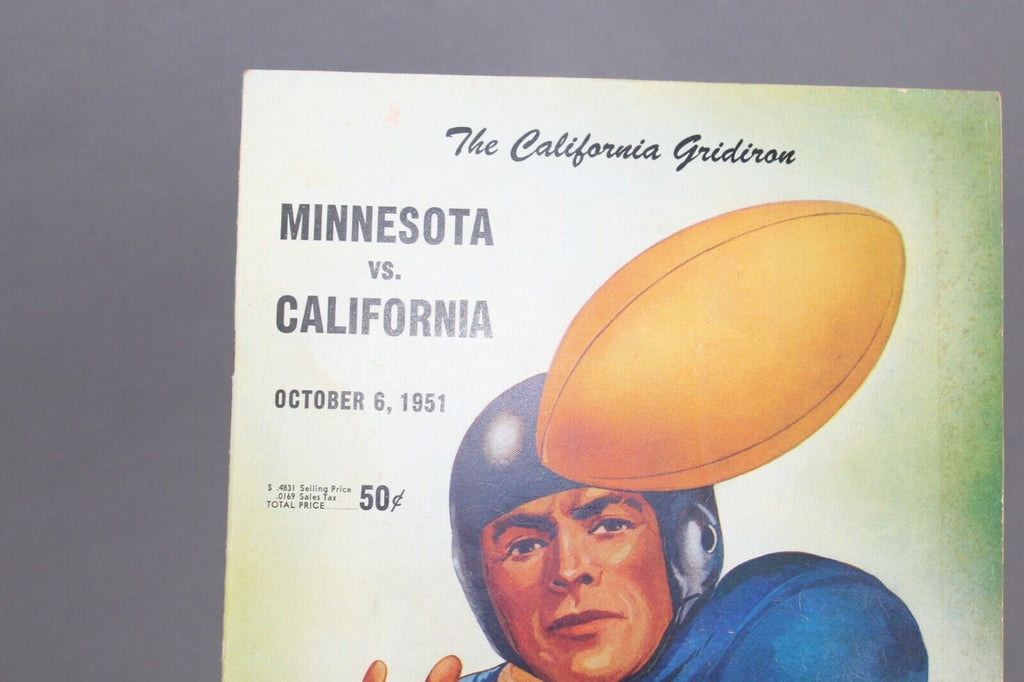 The California Gridiron
MINNESOTA
VS.
CALIFORNIA
OCTOBER 6, 1951
$ .4831 Selling Price
.0169 Sales Tax
TOTAL PRICE 50¢